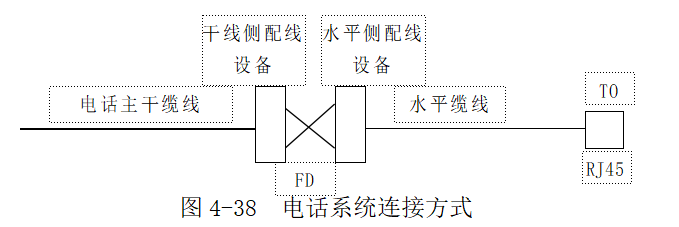 干线侧配线
设备
水平侧配线
设备
电话主干缆线
水平缆线
TO
RJ45
FD
图 4-38 电话系统连接方式